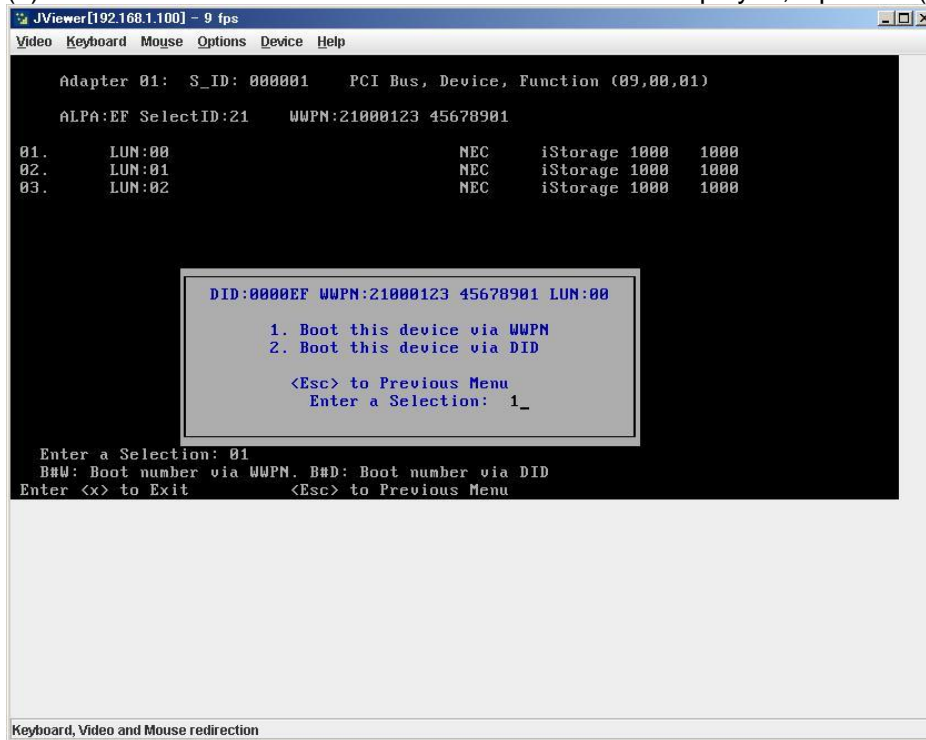 JViewer[192.168.1.100] – 9 fps
Video Keyboard Mouse Options Device Help
Adapter 01: S_ID: 000001 PCI Bus, Device, Function (09,00,01)
ALPA:EF SelectID:21 WWPN:21000123 45678901
01. LUN:00 NEC iStorage 1000 1000
02. LUN:01 NEC iStorage 1000 1000
03. LUN:02 NEC iStorage 1000 1000
DID:0000EF WWPN:21000123 45678901 LUN:00
1. Boot this device via WWPN
2. Boot this device via DID
<Esc> to Previous Menu
Enter a Selection: 1_
Enter a Selection: 01
B#W: Boot number via WWPN. B#D: Boot number via DID
Enter <x> to Exit <Esc> to Previous Menu
Keyboard, Video and Mouse redirection